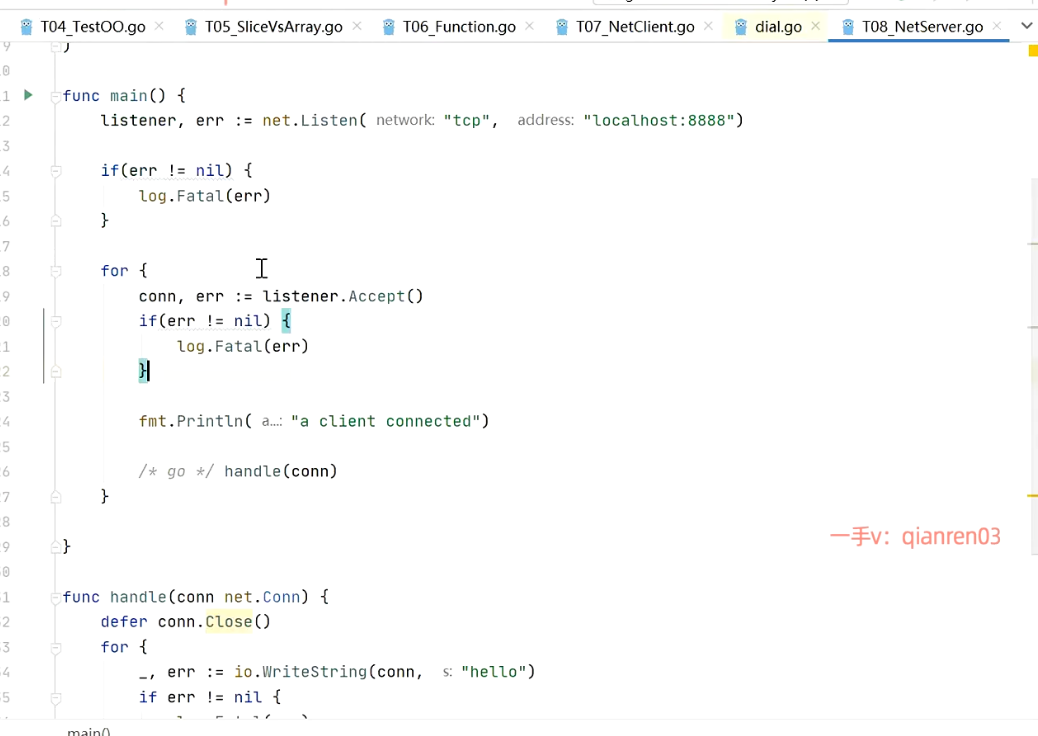 T04_TestOO.go T05_SliceVsArray.go T06_Function.go T07_NetClient.go dial.go T08_NetServer.go
9 )
0
1 func main() {
2 listener, err := net.Listen( network: "tcp", address: "localhost:8888")
3
4 if(err != nil) {
5 log.Fatal(err)
6 }
7
8 for {
9 conn, err := listener.Accept()
0 if(err != nil) {
1 log.Fatal(err)
2 }
3
4 fmt.Println( a...: "a client connected")
5
6 /* go */ handle(conn)
7 }
8
一手v：qianren03
9 }
0
1 func handle(conn net.Conn) {
2 defer conn.Close()
3 for {
4 _, err := io.WriteString(conn, s: "hello")
5 if err != nil {
main()